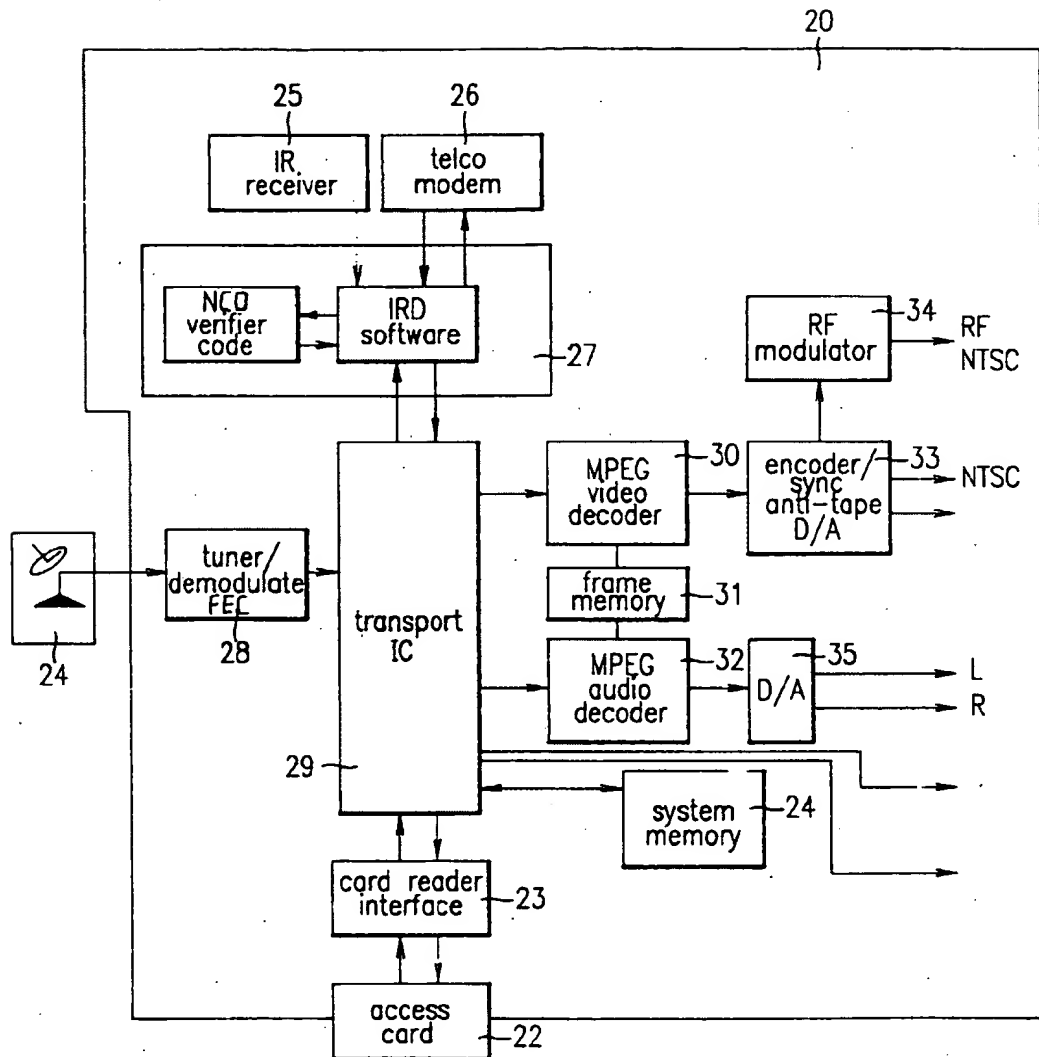 20
25
26
IR
receiver
telco
modem
NCO
verifier
code
IRD
software
27
RF
modulator
34
RF
NTSC
MPEG
video
decoder
30
encoder/
sync
anti-tape
D/A
33
NTSC
tuner/
demodulate
FEC
28
24
transport
IC
29
frame
memory
31
MPEG
audio
decoder
32
D/A
35
L
R
system
memory
24
card reader
interface
23
access
card
22